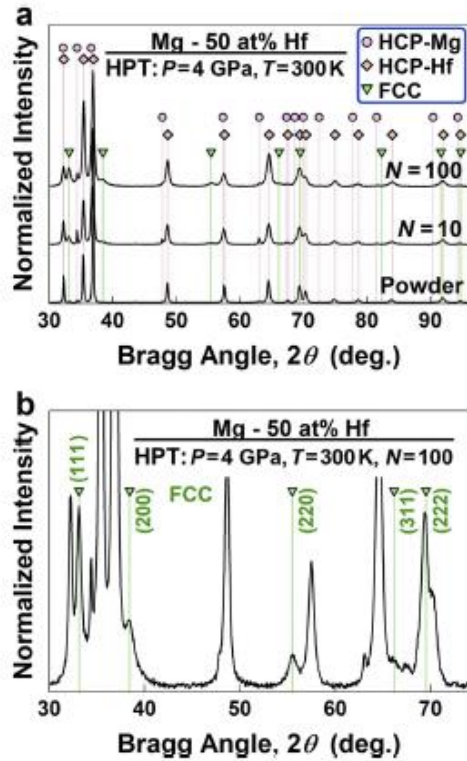 a
Mg - 50 at% Hf
HPT: P=4 GPa, T=300K
HCP-Mg
HCP-Hf
FCC
N=100
N=10
Powder
Normalized Intensity
30 40 50 60 70 80 90
Bragg Angle, 2θ (deg.)
b
Mg - 50 at% Hf
HPT: P=4 GPa, T=300K, N=100
FCC
(111)
(200)
(220)
(311)
(222)
Normalized Intensity
30 40 50 60 70
Bragg Angle, 2θ (deg.)